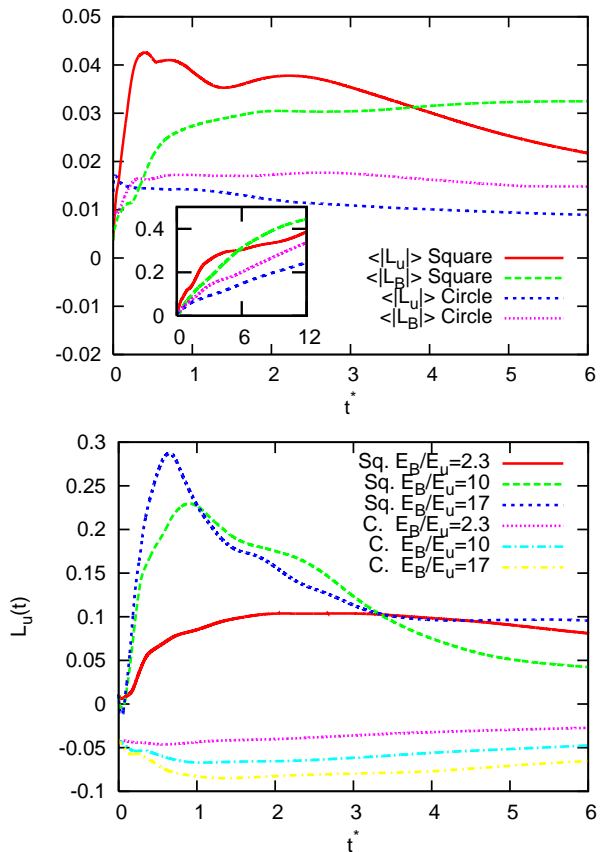 0.05
0.04
0.03
0.02
0.01
0
-0.01
-0.02
0 1 2 3 4 5 6
t*
0.4
0.2
0
0 6 12
<|L_u|> Square
<|L_B|> Square
<|L_u|> Circle
<|L_B|> Circle
0.3
0.25
0.2
0.15
0.1
0.05
0
-0.05
-0.1
0 1 2 3 4 5 6
L_u(t)
t*
Sq. E_B/E_u=2.3
Sq. E_B/E_u=10
Sq. E_B/E_u=17
C. E_B/E_u=2.3
C. E_B/E_u=10
C. E_B/E_u=17